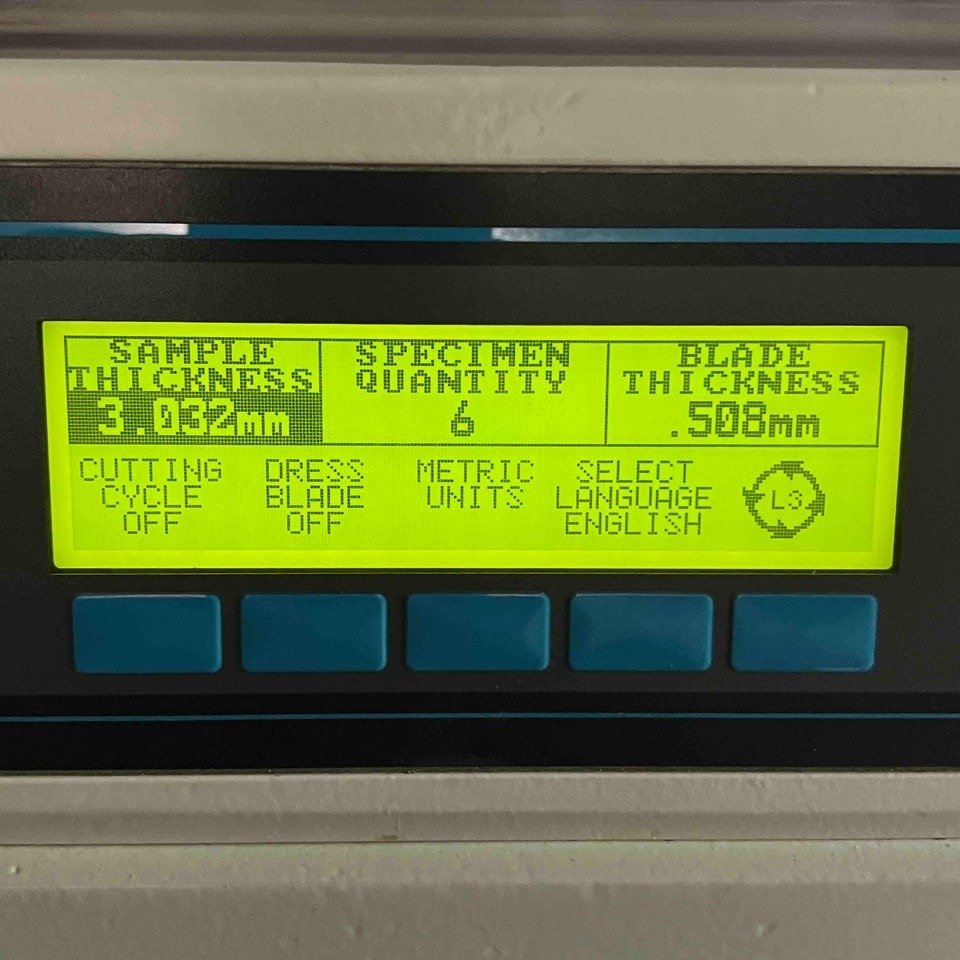 SAMPLE
THICKNESS
3.032mm
SPECIMEN
QUANTITY
6
BLADE
THICKNESS
.508mm
CUTTING
CYCLE
OFF
DRESS
BLADE
OFF
METRIC
UNITS
SELECT
LANGUAGE
ENGLISH
LS